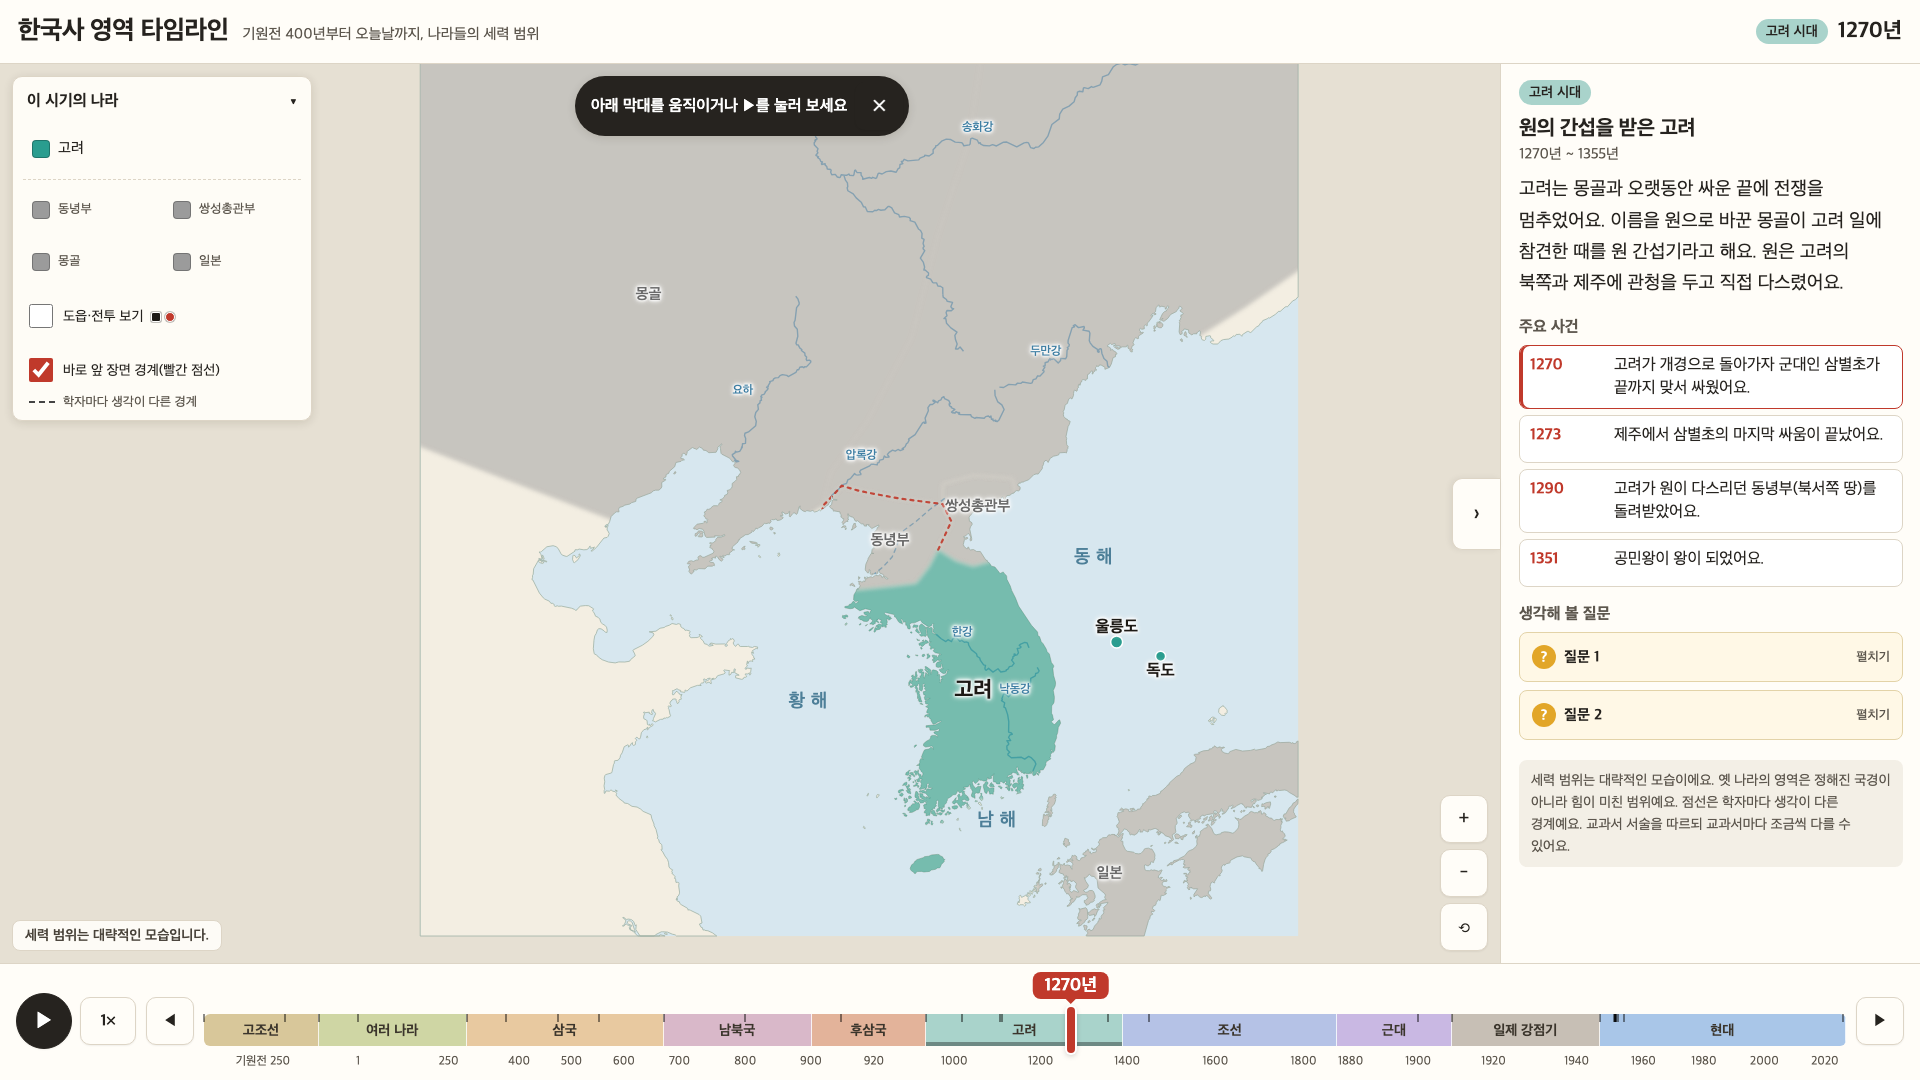 한국사 영역 타임라인
기원전 400년부터 오늘날까지, 나라들의 세력 범위
고려 시대
1270년
이 시기의 나라
고려
동녕부
쌍성총관부
몽골
일본
도읍·전투 보기
바로 앞 장면 경계(빨간 점선)
학자마다 생각이 다른 경계
아래 막대를 움직이거나 ▶를 눌러 보세요 ✕
송화강
몽골
두만강
요하
압록강
쌍성총관부
동녕부
동 해
울릉도
한강
독도
고려
낙동강
황 해
남 해
일본
세력 범위는 대략적인 모습입니다.
+
−
⟲
›
고려 시대
원의 간섭을 받은 고려
1270년 ~ 1355년
고려는 몽골과 오랫동안 싸운 끝에 전쟁을
멈추었어요. 이름을 원으로 바꾼 몽골이 고려 일에
참견한 때를 원 간섭기라고 해요. 원은 고려의
북쪽과 제주에 관청을 두고 직접 다스렸어요.
주요 사건
1270 고려가 개경으로 돌아가자 군대인 삼별초가
끝까지 맞서 싸웠어요.
1273 제주에서 삼별초의 마지막 싸움이 끝났어요.
1290 고려가 원이 다스리던 동녕부(북서쪽 땅)를
돌려받았어요.
1351 공민왕이 왕이 되었어요.
생각해 볼 질문
? 질문 1 펼치기
? 질문 2 펼치기
세력 범위는 대략적인 모습이에요. 옛 나라의 영역은 정해진 국경이
아니라 힘이 미친 범위예요. 점선은 학자마다 생각이 다른
경계예요. 교과서 서술을 따르되 교과서마다 조금씩 다를 수
있어요.
1270년
1×
고조선 여러 나라 삼국 남북국 후삼국 고려 조선 근대 일제 강점기 현대
기원전 250 1 250 400 500 600 700 800 900 920 1000 1200 1400 1600 1800 1880 1900 1920 1940 1960 1980 2000 2020